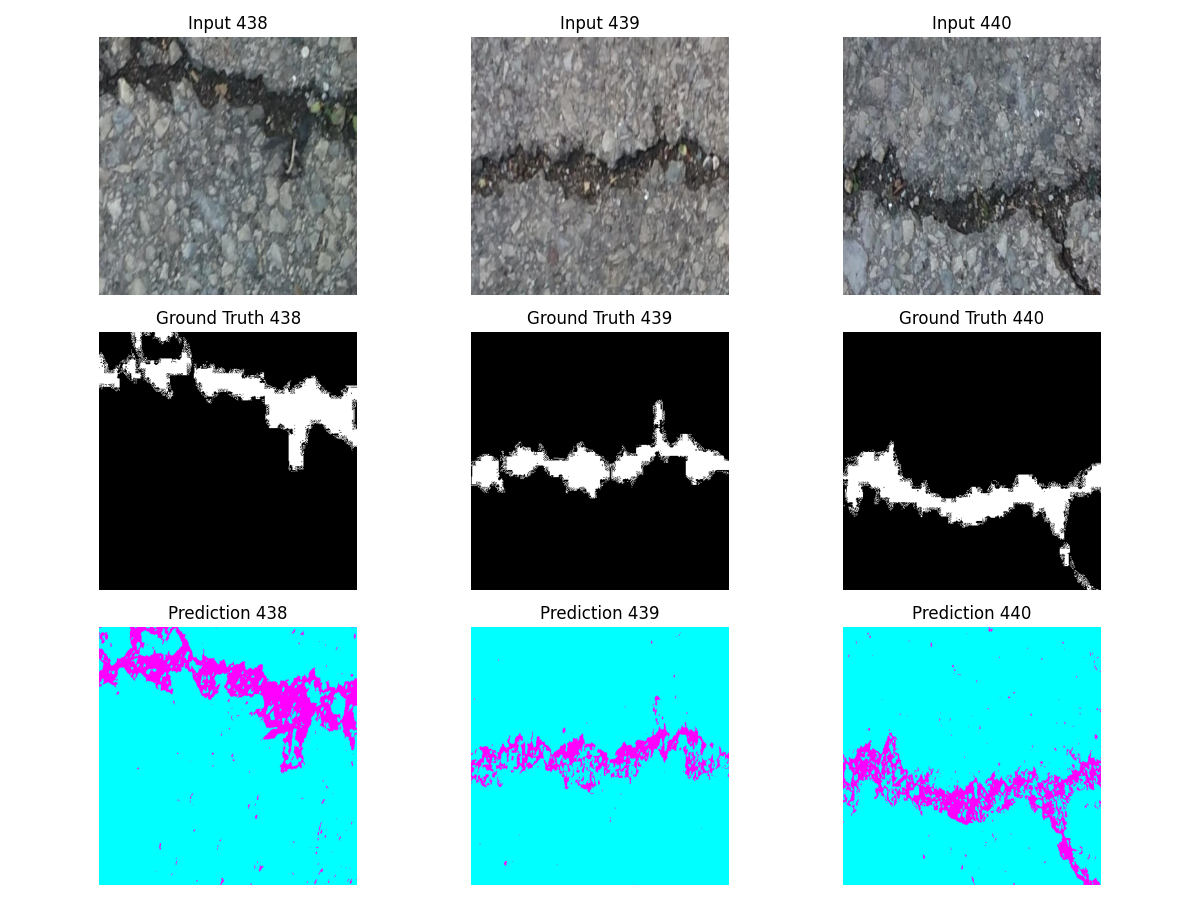 Input 438
Input 439
Input 440
Ground Truth 438
Ground Truth 439
Ground Truth 440
Prediction 438
Prediction 439
Prediction 440